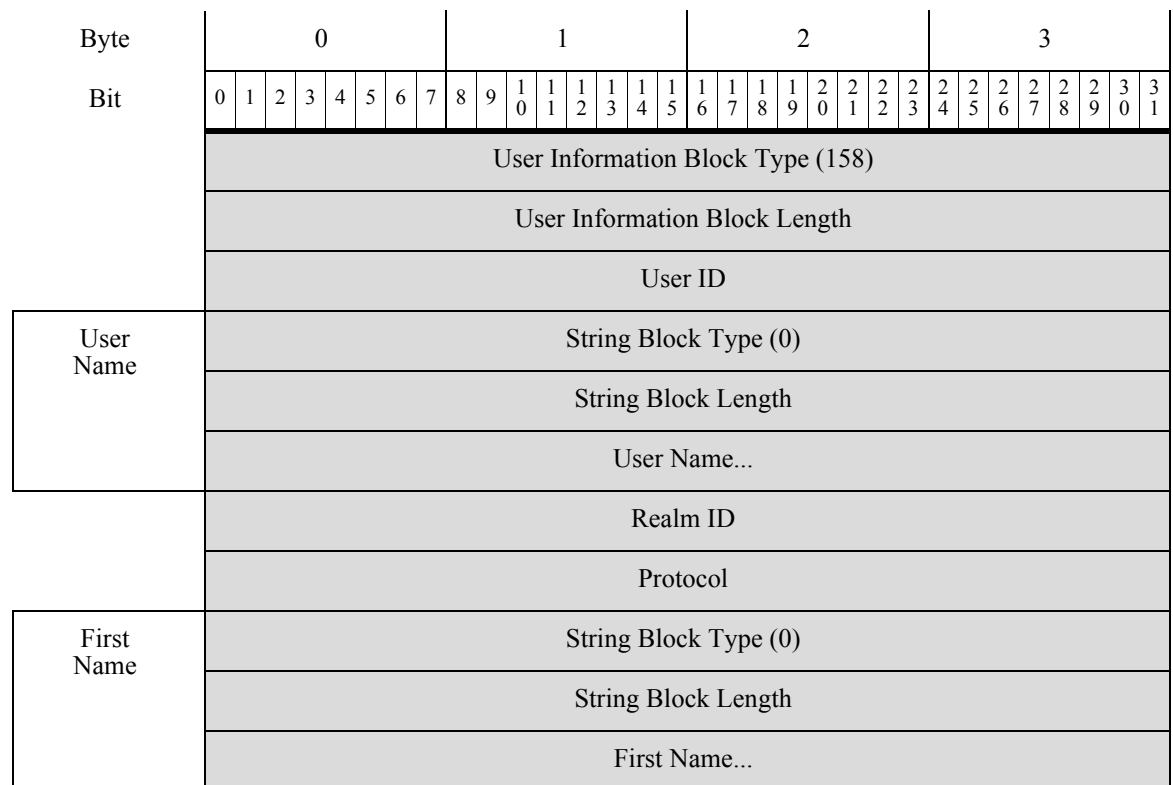 Byte 0 1 2 3
Bit 0 1 2 3 4 5 6 7 8 9 10 11 12 13 14 15 16 17 18 19 20 21 22 23 24 25 26 27 28 29 30 31
User Information Block Type (158)
User Information Block Length
User ID
User
Name
String Block Type (0)
String Block Length
User Name...
Realm ID
Protocol
First
Name
String Block Type (0)
String Block Length
First Name...